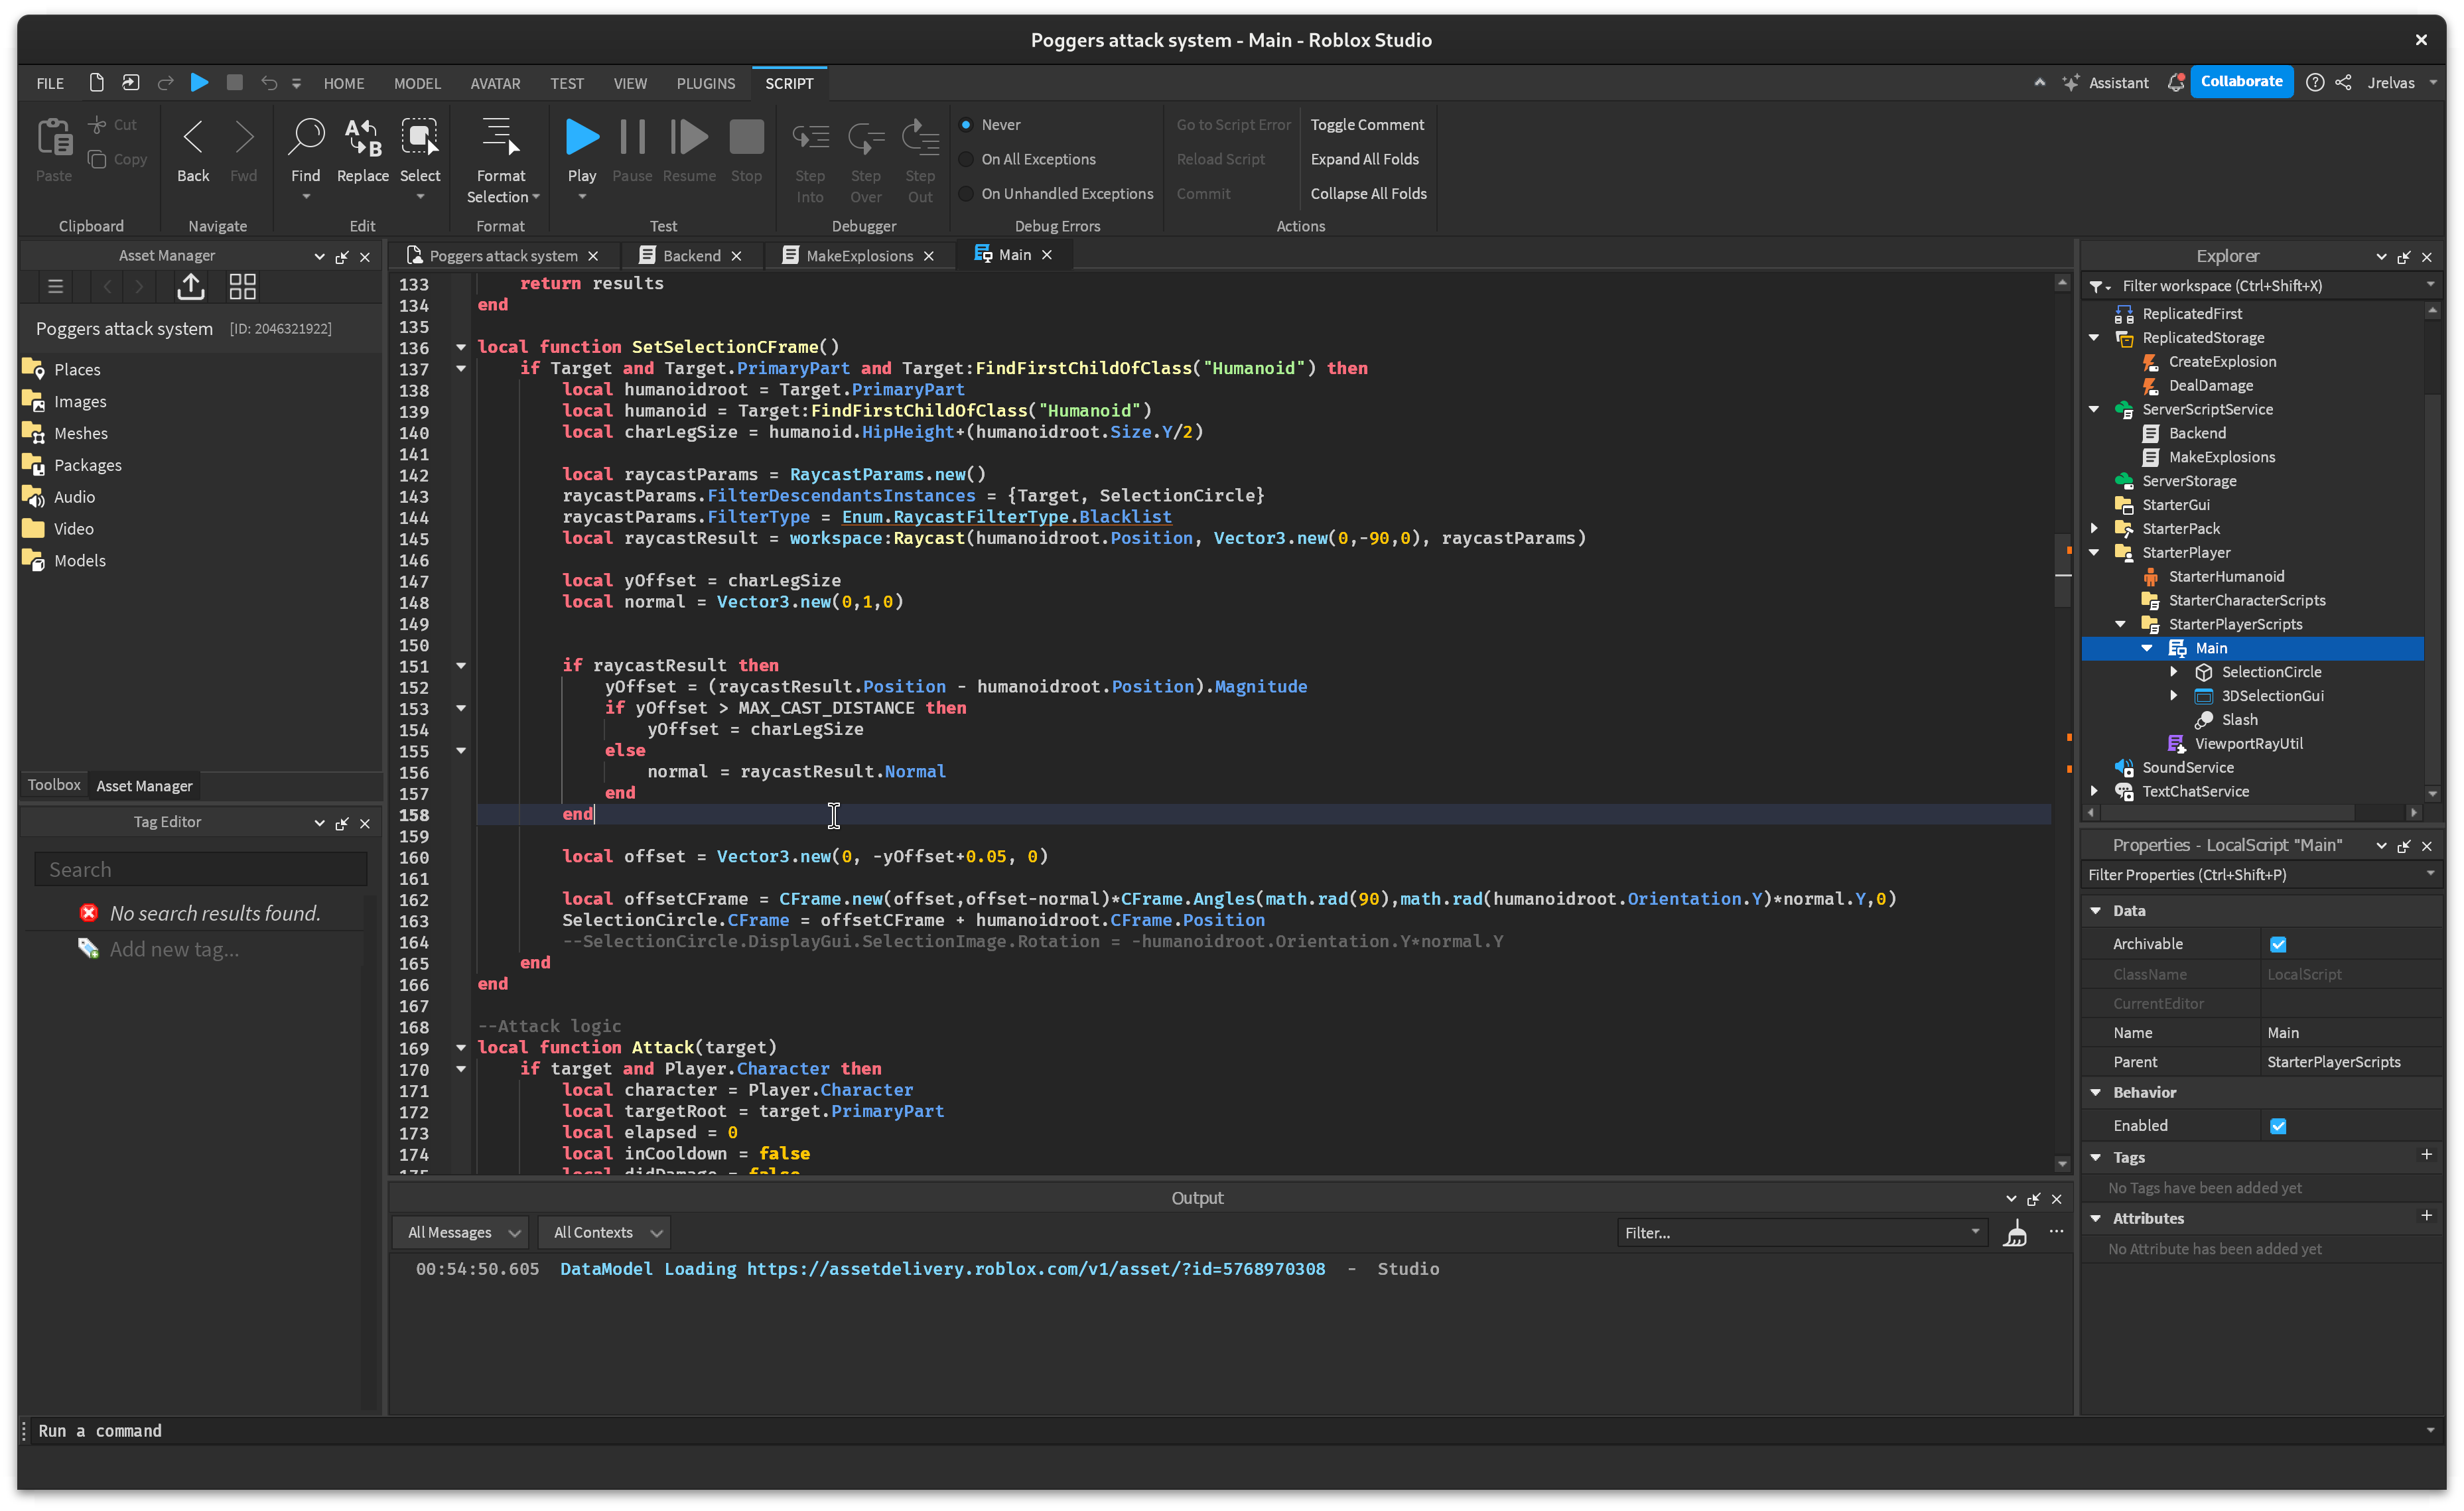 Poggers attack system - Main - Roblox Studio
FILE HOME MODEL AVATAR TEST VIEW PLUGINS SCRIPT Assistant Collaborate Jrelvas
Paste Cut Copy
Clipboard
Back Fwd
Navigate
Find Replace Select
Edit
Format Selection
Format
Play Pause Resume Stop
Test
Step Into Step Over Step Out
Debugger
Never
On All Exceptions
On Unhandled Exceptions
Debug Errors
Go to Script Error Toggle Comment
Reload Script Expand All Folds
Commit Collapse All Folds
Actions
Asset Manager
Poggers attack system [ID: 2046321922]
Places
Images
Meshes
Packages
Audio
Video
Models
Toolbox Asset Manager
Tag Editor
Search
No search results found.
Add new tag...
Poggers attack system Backend MakeExplosions Main
133 return results
134 end
135
136 local function SetSelectionCFrame()
137 if Target and Target.PrimaryPart and Target:FindFirstChildOfClass("Humanoid") then
138 local humanoidroot = Target.PrimaryPart
139 local humanoid = Target:FindFirstChildOfClass("Humanoid")
140 local charLegSize = humanoid.HipHeight+(humanoidroot.Size.Y/2)
141
142 local raycastParams = RaycastParams.new()
143 raycastParams.FilterDescendantsInstances = {Target, SelectionCircle}
144 raycastParams.FilterType = Enum.RaycastFilterType.Blacklist
145 local raycastResult = workspace:Raycast(humanoidroot.Position, Vector3.new(0,-90,0), raycastParams)
146
147 local yOffset = charLegSize
148 local normal = Vector3.new(0,1,0)
149
150
151 if raycastResult then
152 yOffset = (raycastResult.Position - humanoidroot.Position).Magnitude
153 if yOffset > MAX_CAST_DISTANCE then
154 yOffset = charLegSize
155 else
156 normal = raycastResult.Normal
157 end
158 end
159
160 local offset = Vector3.new(0, -yOffset+0.05, 0)
161
162 local offsetCFrame = CFrame.new(offset,offset-normal)*CFrame.Angles(math.rad(90),math.rad(humanoidroot.Orientation.Y)*normal.Y,0)
163 SelectionCircle.CFrame = offsetCFrame + humanoidroot.CFrame.Position
164 --SelectionCircle.DisplayGui.SelectionImage.Rotation = -humanoidroot.Orientation.Y*normal.Y
165 end
166 end
167
168 --Attack logic
169 local function Attack(target)
170 if target and Player.Character then
171 local character = Player.Character
172 local targetRoot = target.PrimaryPart
173 local elapsed = 0
174 local inCooldown = false
175 local didDamage = false
Output
All Messages All Contexts Filter...
00:54:50.605 DataModel Loading https://assetdelivery.roblox.com/v1/asset/?id=5768970308 - Studio
Run a command
Explorer
Filter workspace (Ctrl+Shift+X)
ReplicatedFirst
ReplicatedStorage
CreateExplosion
DealDamage
ServerScriptService
Backend
MakeExplosions
ServerStorage
StarterGui
StarterPack
StarterPlayer
StarterHumanoid
StarterCharacterScripts
StarterPlayerScripts
Main
SelectionCircle
3DSelectionGui
Slash
ViewportRayUtil
SoundService
TextChatService
Properties - LocalScript "Main"
Filter Properties (Ctrl+Shift+P)
Data
Archivable
ClassName LocalScript
CurrentEditor
Name Main
Parent StarterPlayerScripts
Behavior
Enabled
Tags
No Tags have been added yet
Attributes
No Attribute has been added yet